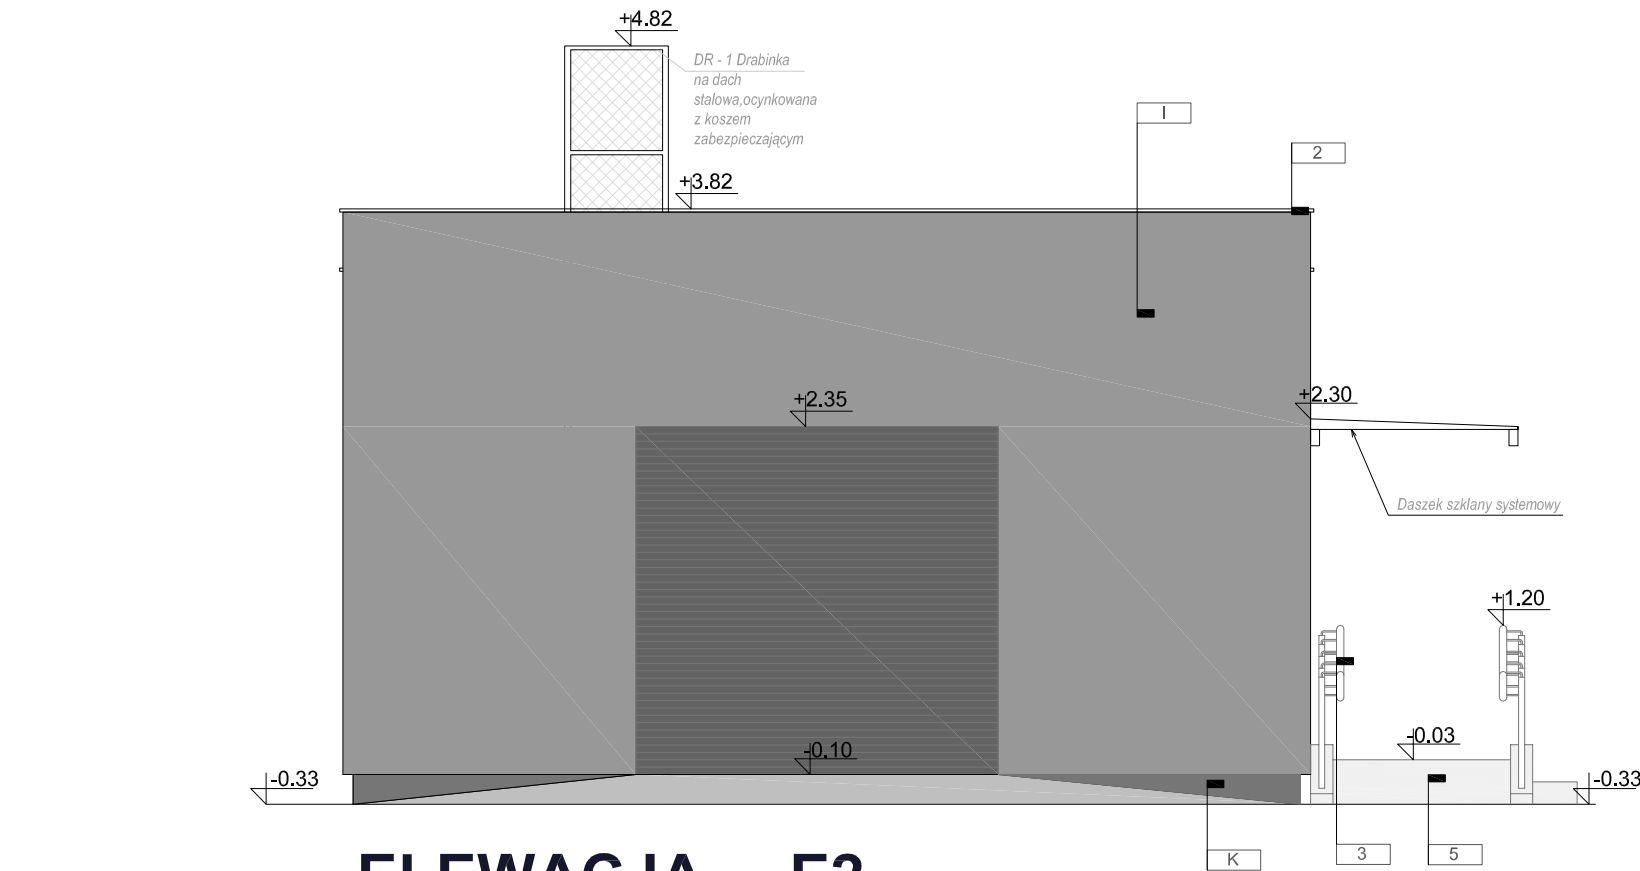 +4.82
DR - 1 Drabinka
na dach
stalowa,ocynkowana
z koszem
zabezpieczającym
I
2
+3.82
+2.35
+2.30
Daszek szklany systemowy
+1.20
-0.10
-0.03
-0.33
-0.33
K
3
5